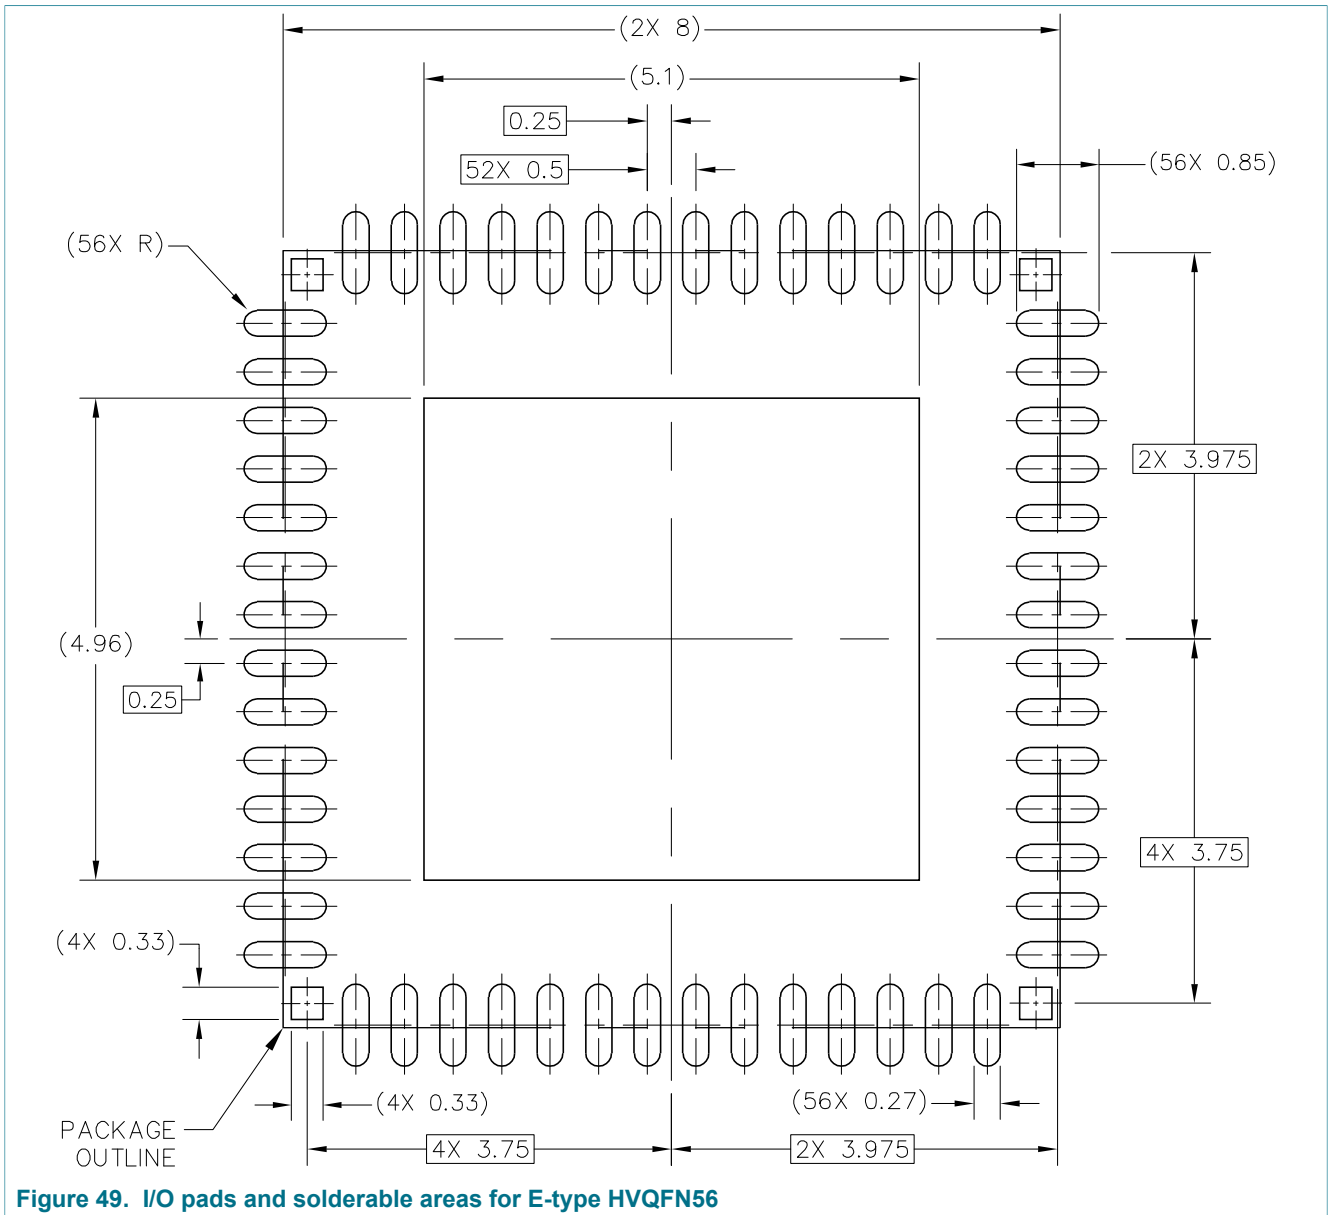 (2X 8)
(5.1)
0.25
52X 0.5
(56X 0.85)
(56X R)
2X 3.975
(4.96)
0.25
4X 3.75
(4X 0.33)
(4X 0.33)
(56X 0.27)
PACKAGE
OUTLINE
4X 3.75
2X 3.975
Figure 49. I/O pads and solderable areas for E-type HVQFN56